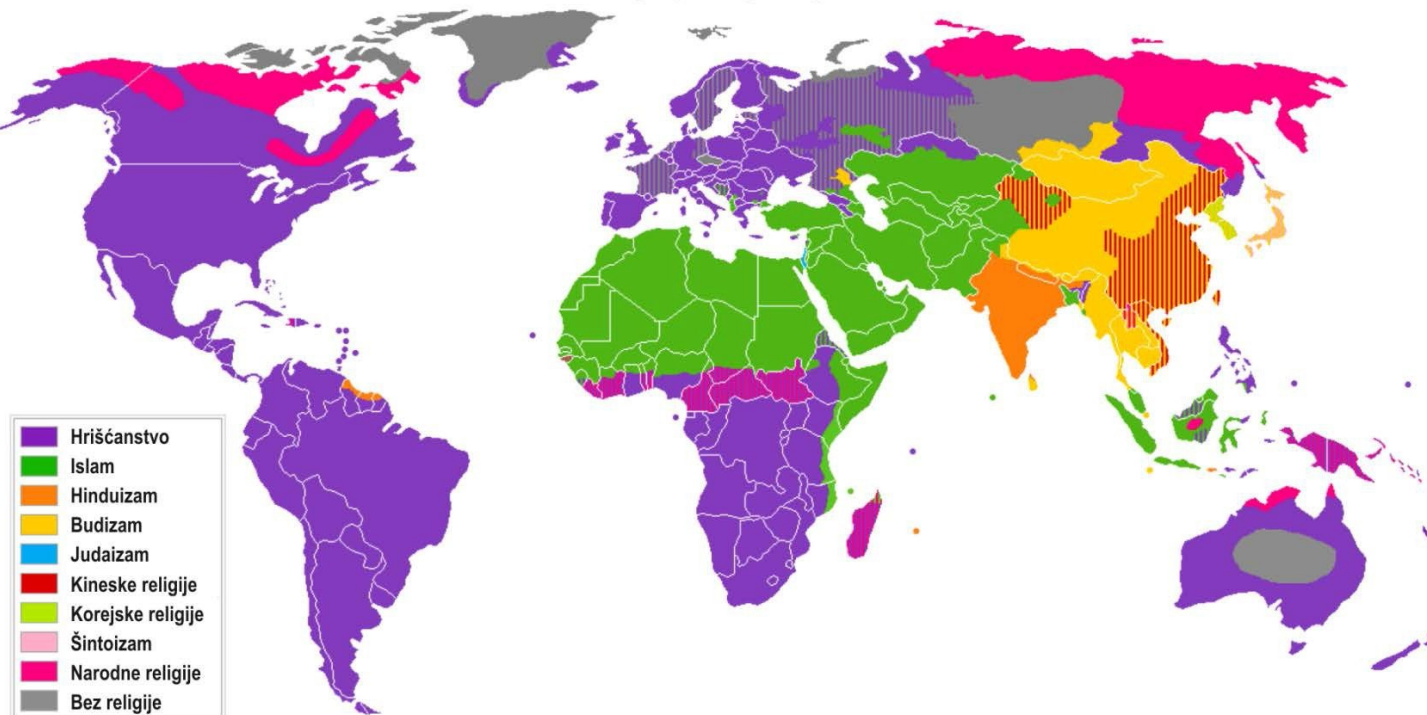 Hrišćanstvo
Islam
Hinduizam
Budizam
Judaizam
Kineske religije
Korejske religije
Šintoizam
Narodne religije
Bez religije